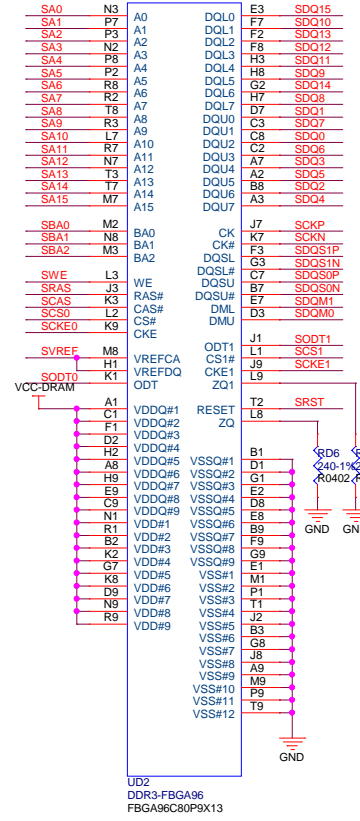 SA0 N3 A0 DQL0 E3 SDQ15
SA1 P7 A1 DQL1 F7 SDQ10
SA2 P3 A2 DQL2 F2 SDQ13
SA3 N2 A3 DQL3 F8 SDQ12
SA4 P8 A4 DQL4 H3 SDQ11
SA5 P2 A5 DQL5 H8 SDQ9
SA6 R8 A6 DQL6 G2 SDQ14
SA7 R2 A7 DQL7 H7 SDQ8
SA8 T8 A8 DQU0 D7 SDQ1
SA9 R3 A9 DQU1 C3 SDQ7
SA10 L7 A10 DQU2 C8 SDQ0
SA11 R7 A11 DQU3 C2 SDQ6
SA12 N7 A12 DQU4 A7 SDQ3
SA13 T3 A13 DQU5 A2 SDQ5
SA14 T7 A14 DQU6 B8 SDQ2
SA15 M7 A15 DQU7 A3 SDQ4
SBA0 M2 BA0 CK J7 SCKP
SBA1 N8 BA1 CK# K7 SCKN
SBA2 M3 BA2 DQSL F3 SDQS1P
DQSL# G3 SDQS1N
SWE L3 WE DQSU C7 SDQS0P
SRAS J3 RAS# DQSU# B7 SDQS0N
SCAS K3 CAS# DML E7 SDQM1
SCS0 L2 CS# DMU D3 SDQM0
SCKE0 K9 CKE
ODT1 J1 SODT1
SVREF M8 VREFCA CS1# L1 SCS1
H1 VREFDQ CKE1 J9 SCKE1
SODT0 K1 ODT ZQ1 L9
VCC-DRAM
A1 VDDQ#1 RESET T2 SRST
C1 VDDQ#2 ZQ L8
F1 VDDQ#3
D2 VDDQ#4
H2 VDDQ#5 VSSQ#1 B1
A8 VDDQ#6 VSSQ#2 D1
H9 VDDQ#7 VSSQ#3 G1
E9 VDDQ#8 VSSQ#4 E2
C9 VDDQ#9 VSSQ#5 D8
N1 VDD#1 VSSQ#6 E8
R1 VDD#2 VSSQ#7 B9
B2 VDD#3 VSSQ#8 F9
K2 VDD#4 VSSQ#9 G9
G7 VDD#5 VSS#1 E1
K8 VDD#6 VSS#2 M1
D9 VDD#7 VSS#3 P1
N9 VDD#8 VSS#4 T1
R9 VDD#9 VSS#5 J2
VSS#6 B3
VSS#7 G8
VSS#8 J8
VSS#9 A9
VSS#10 M9
VSS#11 P9
VSS#12 T9
RD6
240-1%
R0402
GND
GND
UD2
DDR3-FBGA96
FBGA96C80P9X13